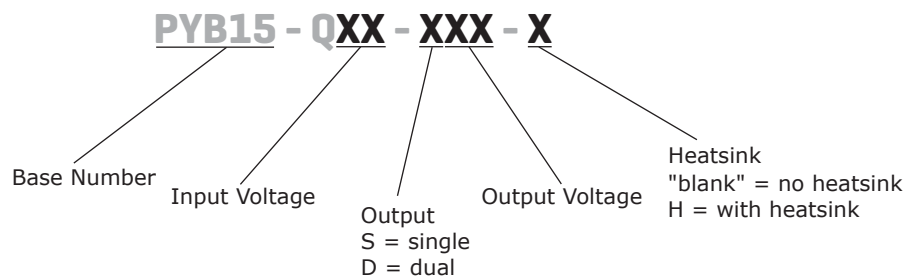 PYB15 - QXX - XXX - X
Base Number
Input Voltage
Output
S = single
D = dual
Output Voltage
Heatsink
"blank" = no heatsink
H = with heatsink